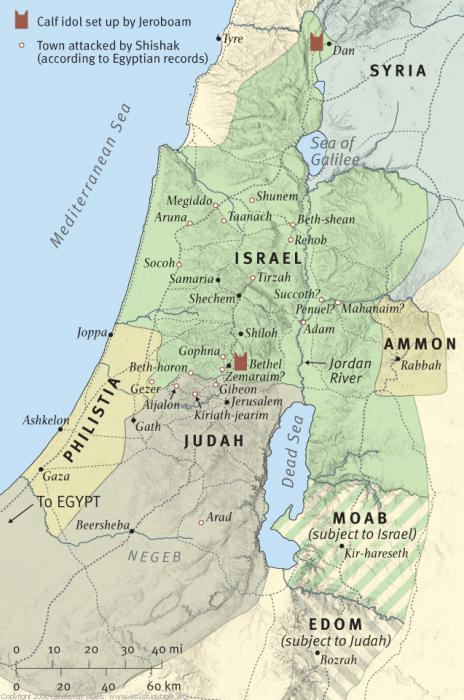 Calf idol set up by Jeroboam
Town attacked by Shishak
(according to Egyptian records)
Tyre
Dan
SYRIA
Mediterranean Sea
Sea of
Galilee
Megiddo
Shunem
Aruna
Taanach
Beth-shean
Rehob
ISRAEL
Socoh
Samaria
Tirzah
Shechem
Succoth?
Penuel?
Mahanaim?
Adam
Joppa
Shiloh
AMMON
Rabbah
Gophna
Bethel
Jordan
River
Beth-horon
Zemaraim?
Gezer
Gibeon
Aijalon
Jerusalem
Kiriath-jearim
PHILISTIA
Ashkelon
Gath
JUDAH
Dead Sea
Gaza
To EGYPT
Beersheba
Arad
NEGEB
MOAB
(subject to Israel)
Kir-hareseth
EDOM
(subject to Judah)
Bozrah
0 10 20 30 40 mi
0 20 40 60 km